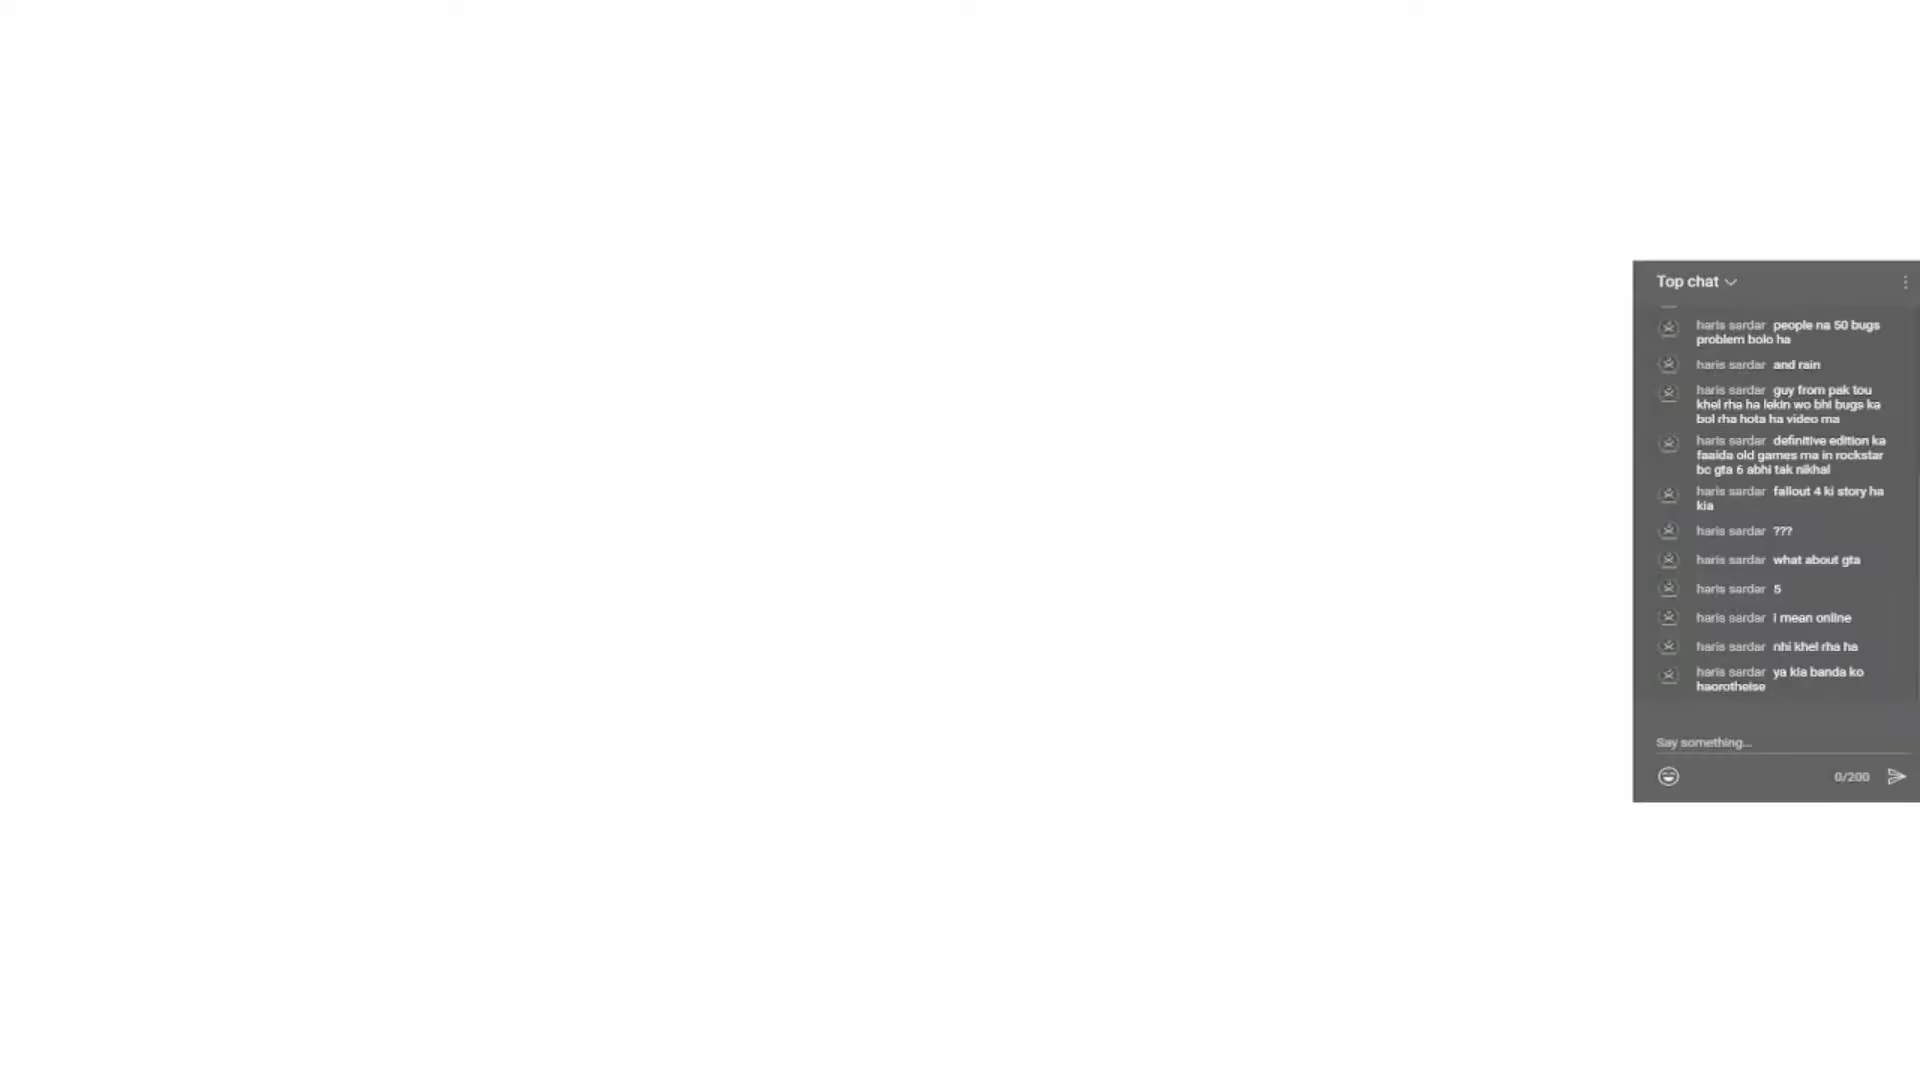 Top chat
haris sardar people na 50 bugs
problem bolo ha
haris sardar and rain
haris sardar guy from pak tou
khel rha ha lekin wo bhi bugs ka
bol rha hota ha video ma
haris sardar definitive edition ka
faaida old games ma in rockstar
bc gta 6 abhi tak nikhal
haris sardar fallout 4 ki story ha
kia
haris sardar ???
haris sardar what about gta
haris sardar 5
haris sardar i mean online
haris sardar nhi khel rha ha
haris sardar ya kia banda ko
haorotheise
Say something...
0/200